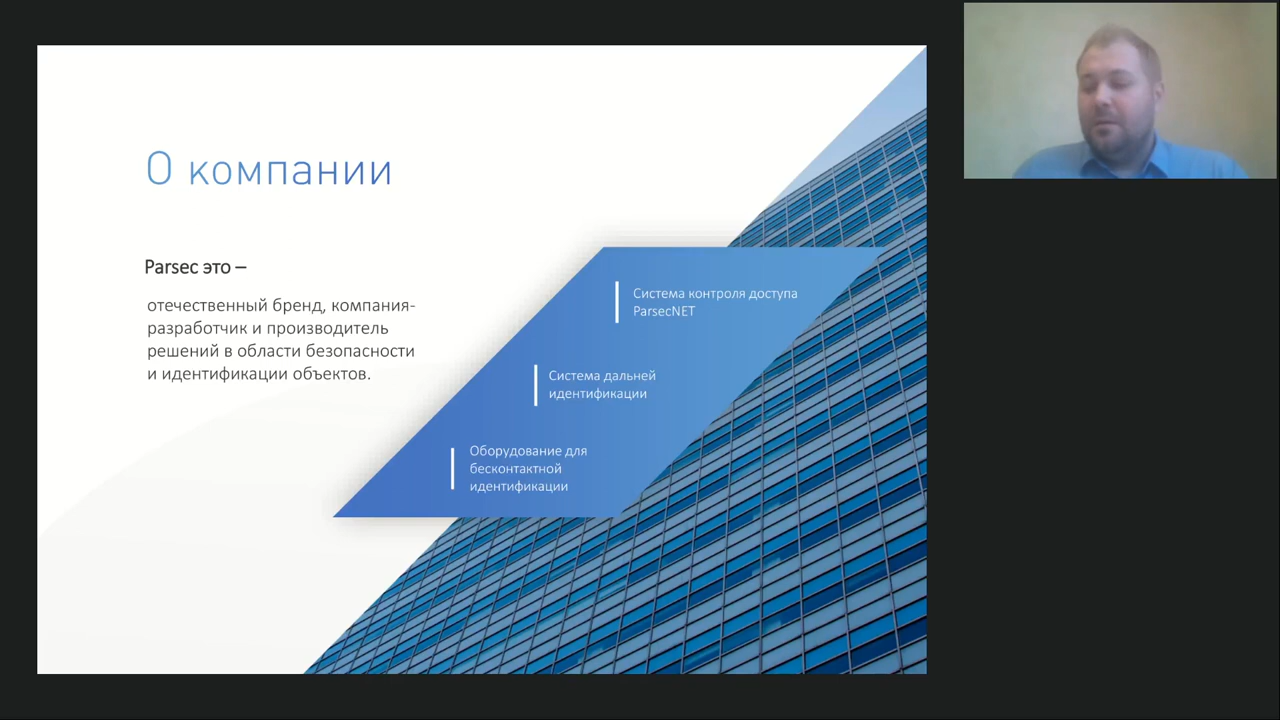 О компании
Parsec это –
отечественный бренд, компания-
разработчик и производитель
решений в области безопасности
и идентификации объектов.
Система контроля доступа
ParsecNET
Система дальней
идентификации
Оборудование для
бесконтактной
идентификации